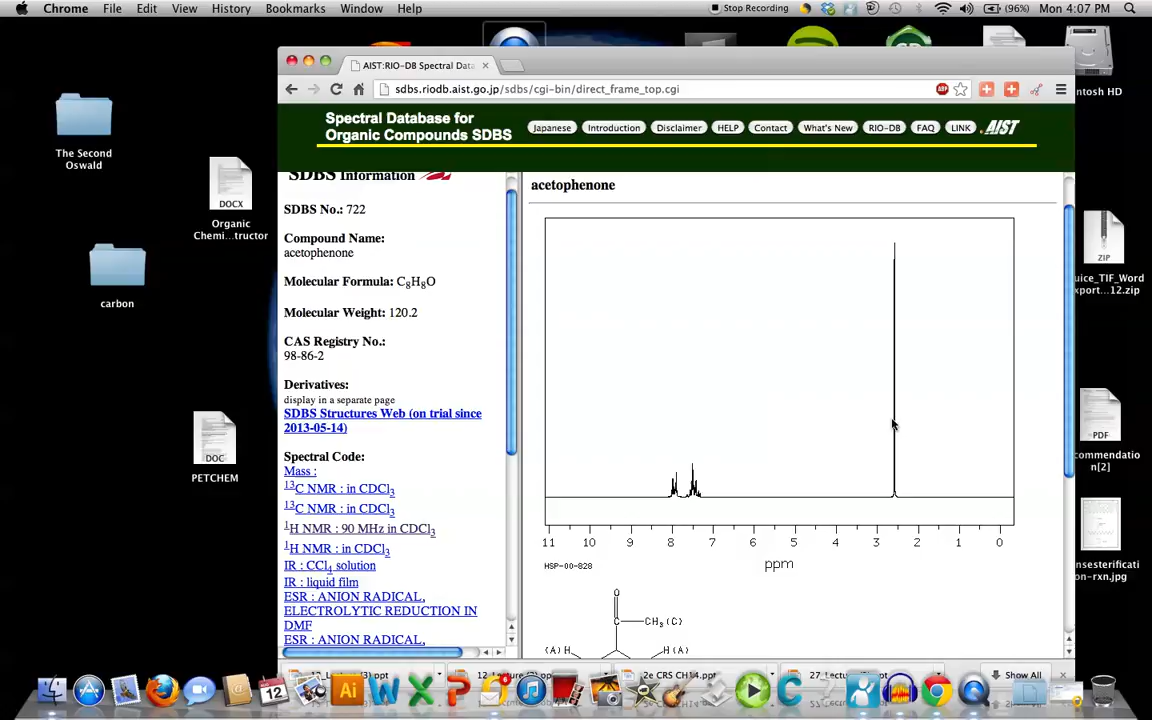 Chrome File Edit View History Bookmarks Window Help
Stop Recording (96%) Mon 4:07 PM
AIST:RIO-DB Spectral Data
sdbs.riodb.aist.go.jp/sdbs/cgi-bin/direct_frame_top.cgi
Spectral Database for
Organic Compounds SDBS
Japanese Introduction Disclaimer HELP Contact What's New RIO-DB FAQ LINK AIST
SDBS Information
SDBS No.: 722
Compound Name:
acetophenone
Molecular Formula: C8H8O
Molecular Weight: 120.2
CAS Registry No.:
98-86-2
Derivatives:
display in a separate page
SDBS Structures Web (on trial since
2013-05-14)
Spectral Code:
Mass :
13C NMR : in CDCl3
13C NMR : in CDCl3
1H NMR : 90 MHz in CDCl3
1H NMR : in CDCl3
IR : CCl4 solution
IR : liquid film
ESR : ANION RADICAL,
ELECTROLYTIC REDUCTION IN
DMF
ESR : ANION RADICAL,
acetophenone
11 10 9 8 7 6 5 4 3 2 1 0
HSP-00-828
ppm
O
C CH3(C)
(A)H H(A)
The Second
Oswald
DOCX
Organic
Chemi...tructor
carbon
DOC
PETCHEM
ntosh HD
ZIP
uice_TIF_Word
xport...12.zip
PDF
mmendatio
n[2]
nsesterificati
on-rxn.jpg
2e CRS CH14.ppt
Show All
12